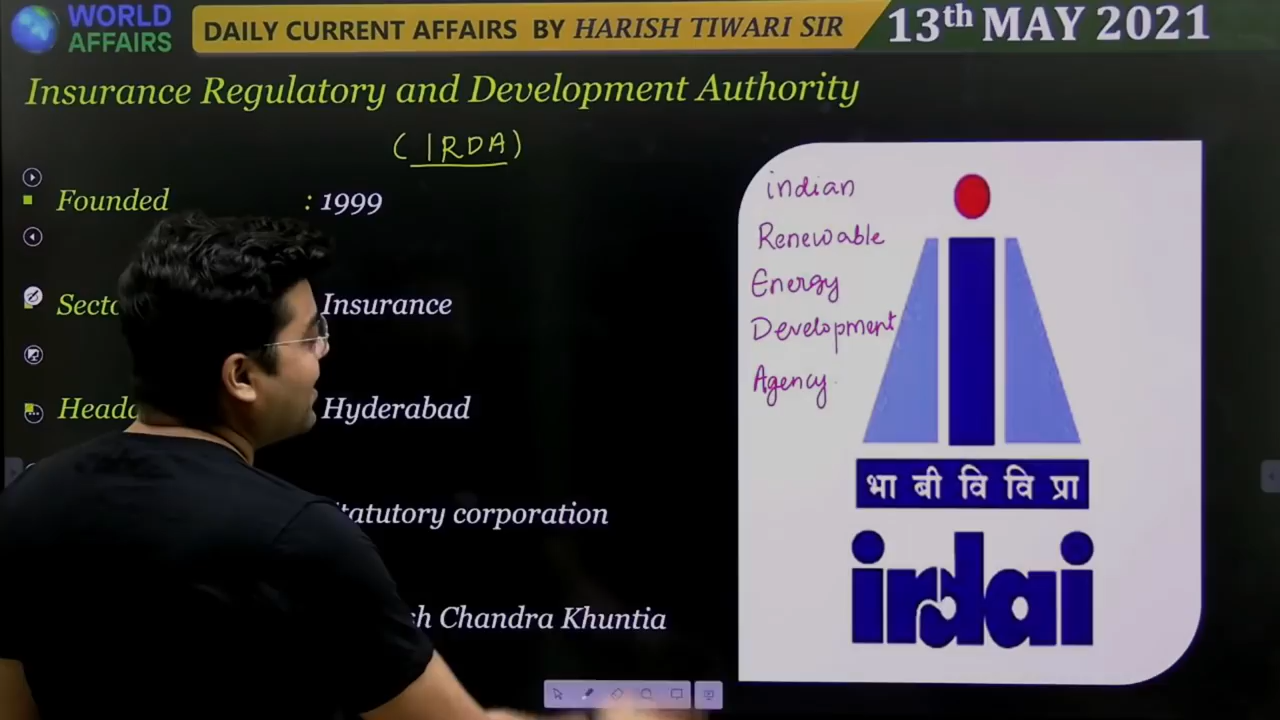 WORLD
AFFAIRS
DAILY CURRENT AFFAIRS BY HARISH TIWARI SIR
13th MAY 2021
Insurance Regulatory and Development Authority
(IRDA)
Founded : 1999
Insurance
Hyderabad
corporation
Chandra Khuntia
indian
Renewable
Energy
Development
Agency
भा बी वि वि प्रा
irdai